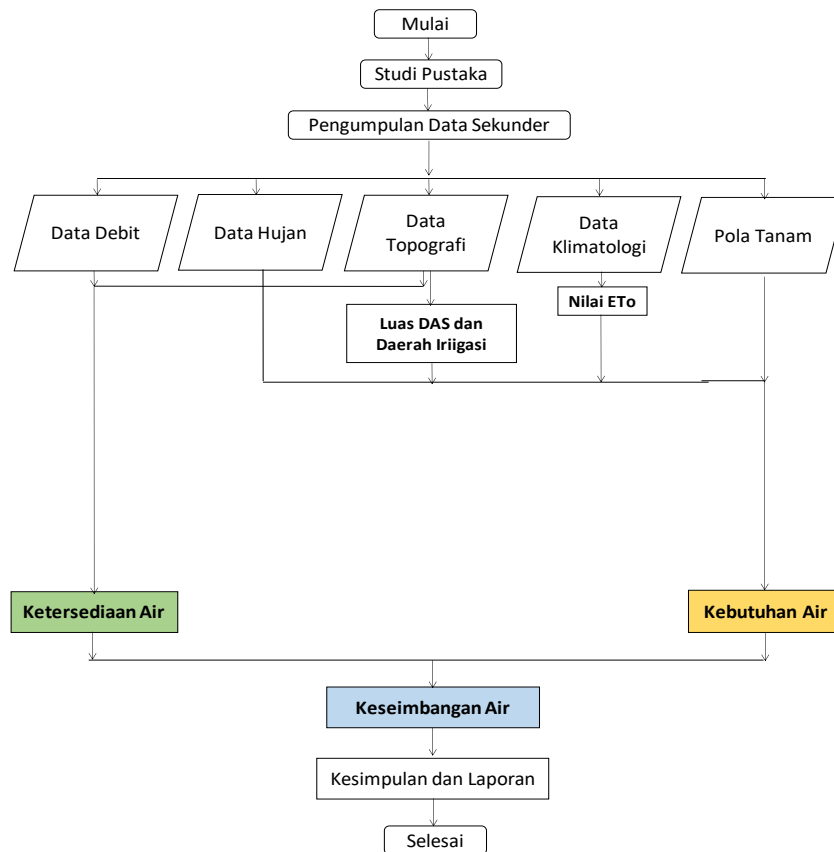 Mulai
Studi Pustaka
Pengumpulan Data Sekunder
Data Debit
Data Hujan
Data
Topografi
Data
Klimatologi
Pola Tanam
Nilai ETo
Luas DAS dan
Daerah Iriigasi
Ketersediaan Air
Kebutuhan Air
Keseimbangan Air
Kesimpulan dan Laporan
Selesai